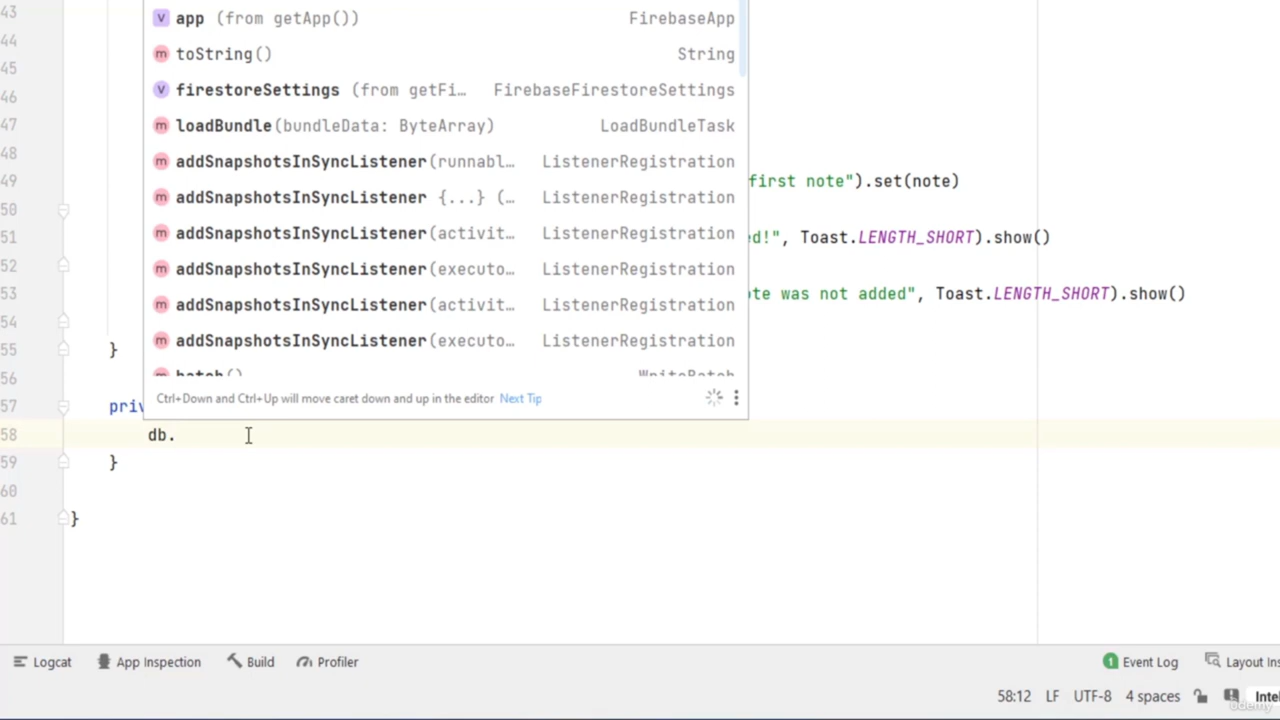 43
app (from getApp()) FirebaseApp
44
toString() String
45
46
firestoreSettings (from getFi… FirebaseFirestoreSettings
47
loadBundle(bundleData: ByteArray) LoadBundleTask
48
addSnapshotsInSyncListener(runnabl… ListenerRegistration
49 first note").set(note)
addSnapshotsInSyncListener {...} (… ListenerRegistration
50
addSnapshotsInSyncListener(activit… ListenerRegistration
51 d!", Toast.LENGTH_SHORT).show()
52
addSnapshotsInSyncListener(executo… ListenerRegistration
53 te was not added", Toast.LENGTH_SHORT).show()
addSnapshotsInSyncListener(activit… ListenerRegistration
54
addSnapshotsInSyncListener(executo… ListenerRegistration
55 }
batch() WriteBatch
56
Ctrl+Down and Ctrl+Up will move caret down and up in the editor Next Tip
57 priv
58 db.
59 }
60
61 }
Logcat App Inspection Build Profiler 1 Event Log Layout Ins
58:12 LF UTF-8 4 spaces Inte
udemy